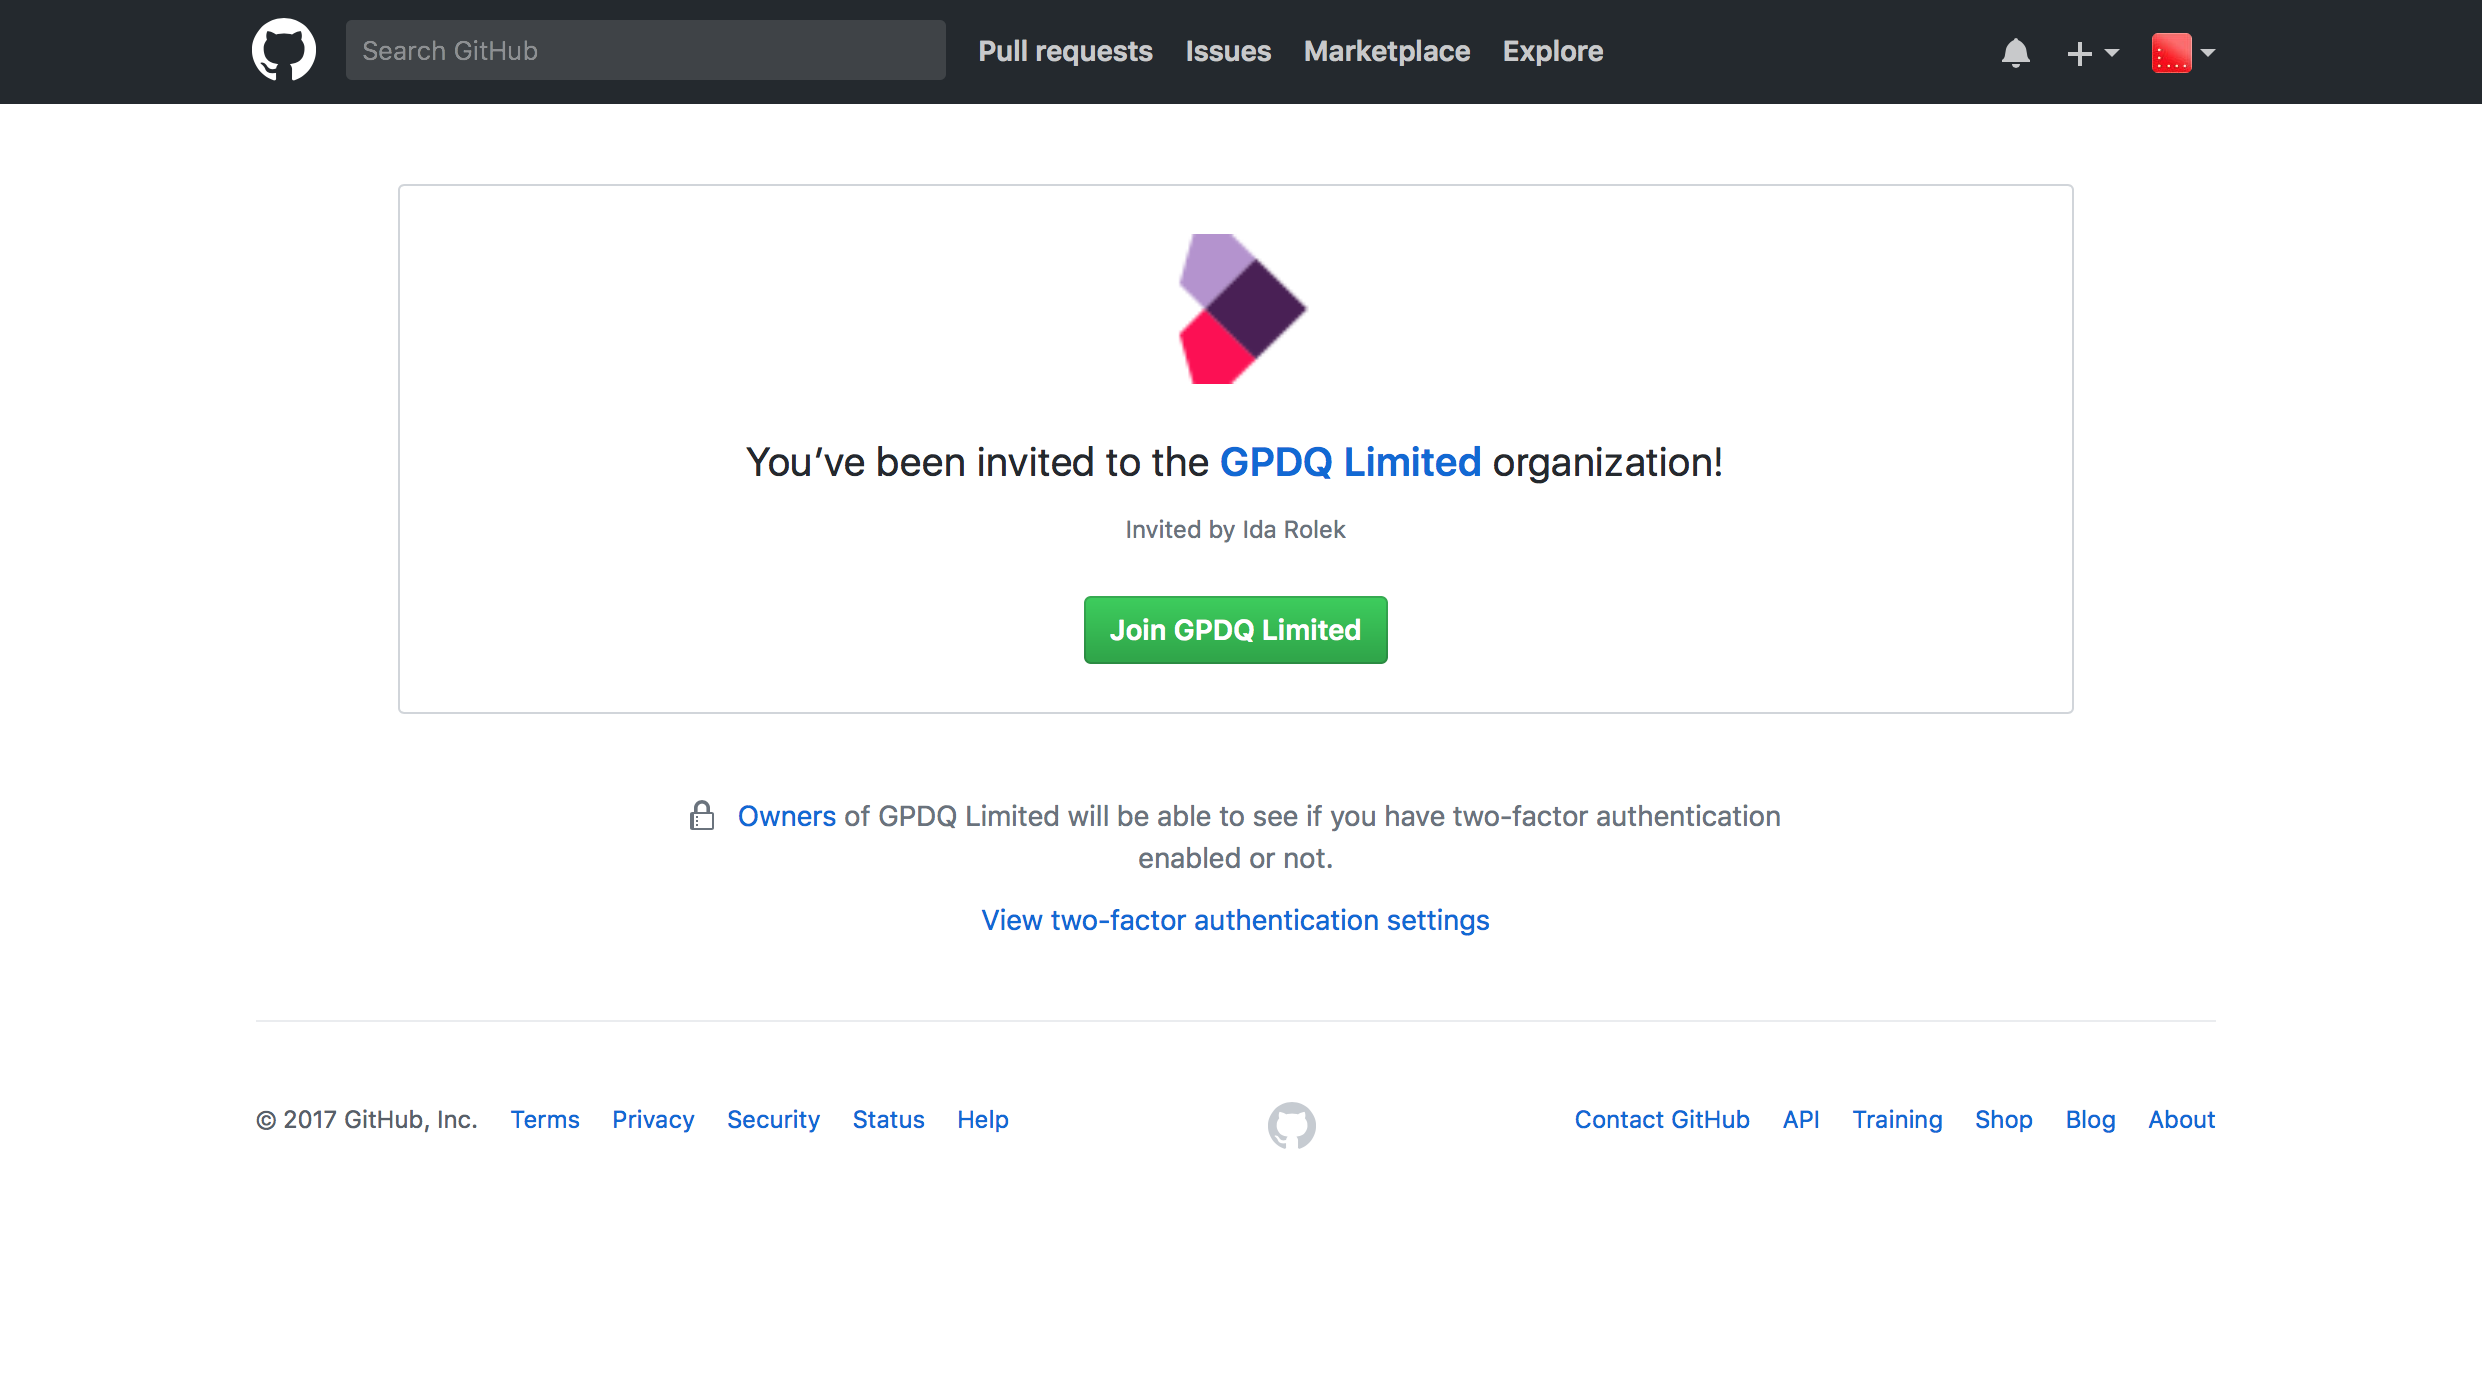 Search GitHub Pull requests Issues Marketplace Explore
You’ve been invited to the GPDQ Limited organization!
Invited by Ida Rolek
Join GPDQ Limited
Owners of GPDQ Limited will be able to see if you have two-factor authentication
enabled or not.
View two-factor authentication settings
© 2017 GitHub, Inc. Terms Privacy Security Status Help Contact GitHub API Training Shop Blog About